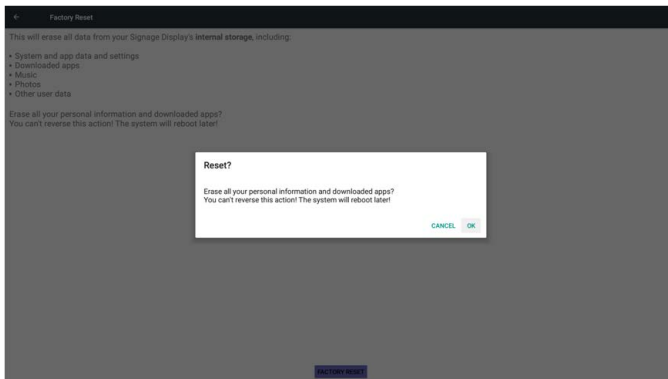 Factory Reset
This will erase all data from your Signage Display's internal storage, including:
• System and app data and settings
• Downloaded apps
• Music
• Photos
• Other user data
Erase all your personal information and downloaded apps?
You can't reverse this action! The system will reboot later!
Reset?
Erase all your personal information and downloaded apps?
You can't reverse this action! The system will reboot later!
CANCEL OK
FACTORY RESET